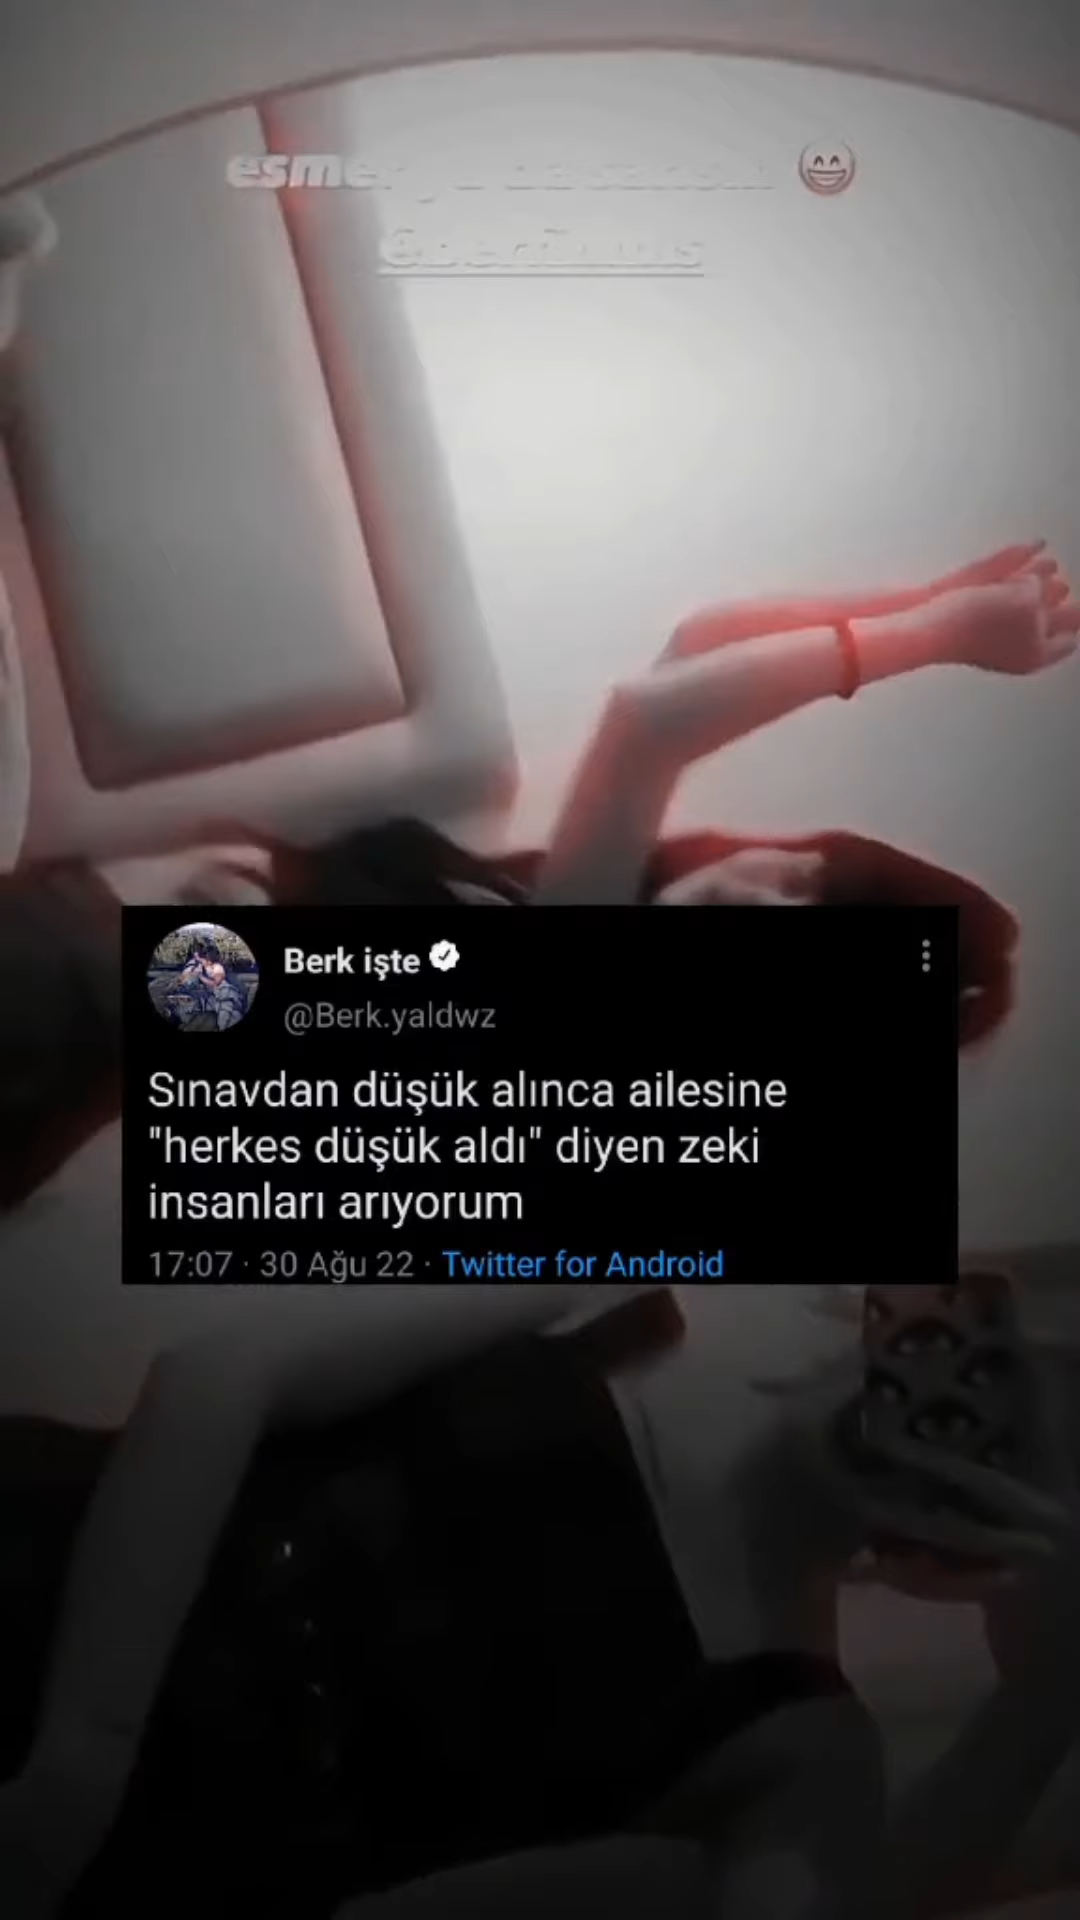 esmer
Berk işte
@Berk.yaldwz
Sınavdan düşük alınca ailesine
"herkes düşük aldı" diyen zeki
insanları arıyorum
17:07 · 30 Ağu 22 · Twitter for Android